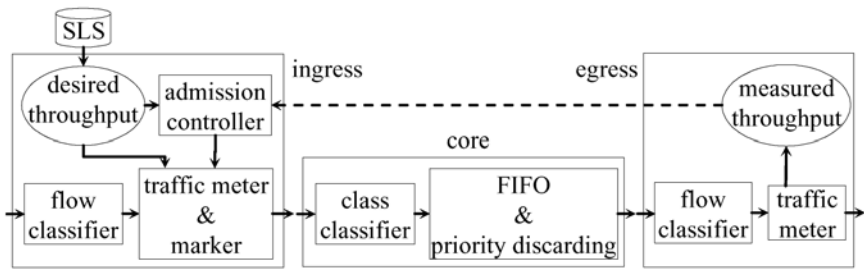 SLS
ingress
egress
desired
throughput
admission
controller
measured
throughput
core
flow
classifier
traffic meter
&
marker
class
classifier
FIFO
&
priority discarding
flow
classifier
traffic
meter